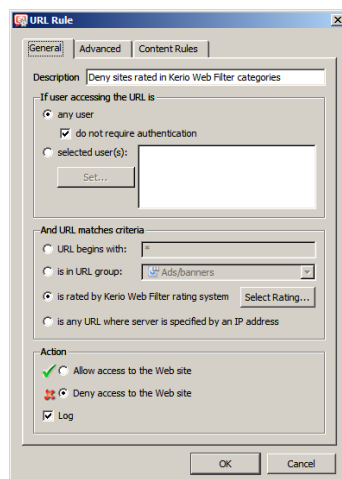 URL Rule
General Advanced Content Rules
Description Deny sites rated in Kerio Web Filter categories
If user accessing the URL is
any user
do not require authentication
selected user(s):
Set...
And URL matches criteria
URL begins with: *
is in URL group: Ads/banners
is rated by Kerio Web Filter rating system Select Rating...
is any URL where server is specified by an IP address
Action
Allow access to the Web site
Deny access to the Web site
Log
OK Cancel